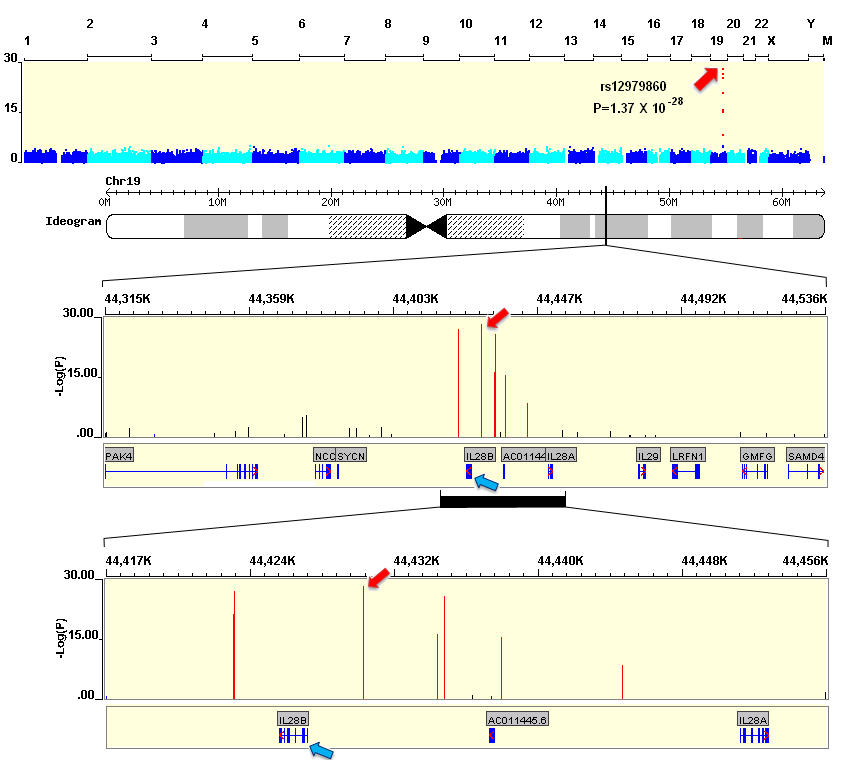 2 4 6 8 10 12 14 16 18 20 22 Y
1 3 5 7 9 11 13 15 17 19 21 X M
30
15
0
rs12979860
P=1.37 X 10-28
Chr19
0M 10M 20M 30M 40M 50M 60M
Ideogram
44,315K 44,359K 44,403K 44,447K 44,492K 44,536K
30.00
15.00
.00
-Log(P)
PAK4 NCC SYCN IL28B AC01144 IL28A IL29 LRFN1 GMFG SAMD4
44,417K 44,424K 44,432K 44,440K 44,448K 44,456K
30.00
15.00
.00
-Log(P)
IL28B AC011445.6 IL28A